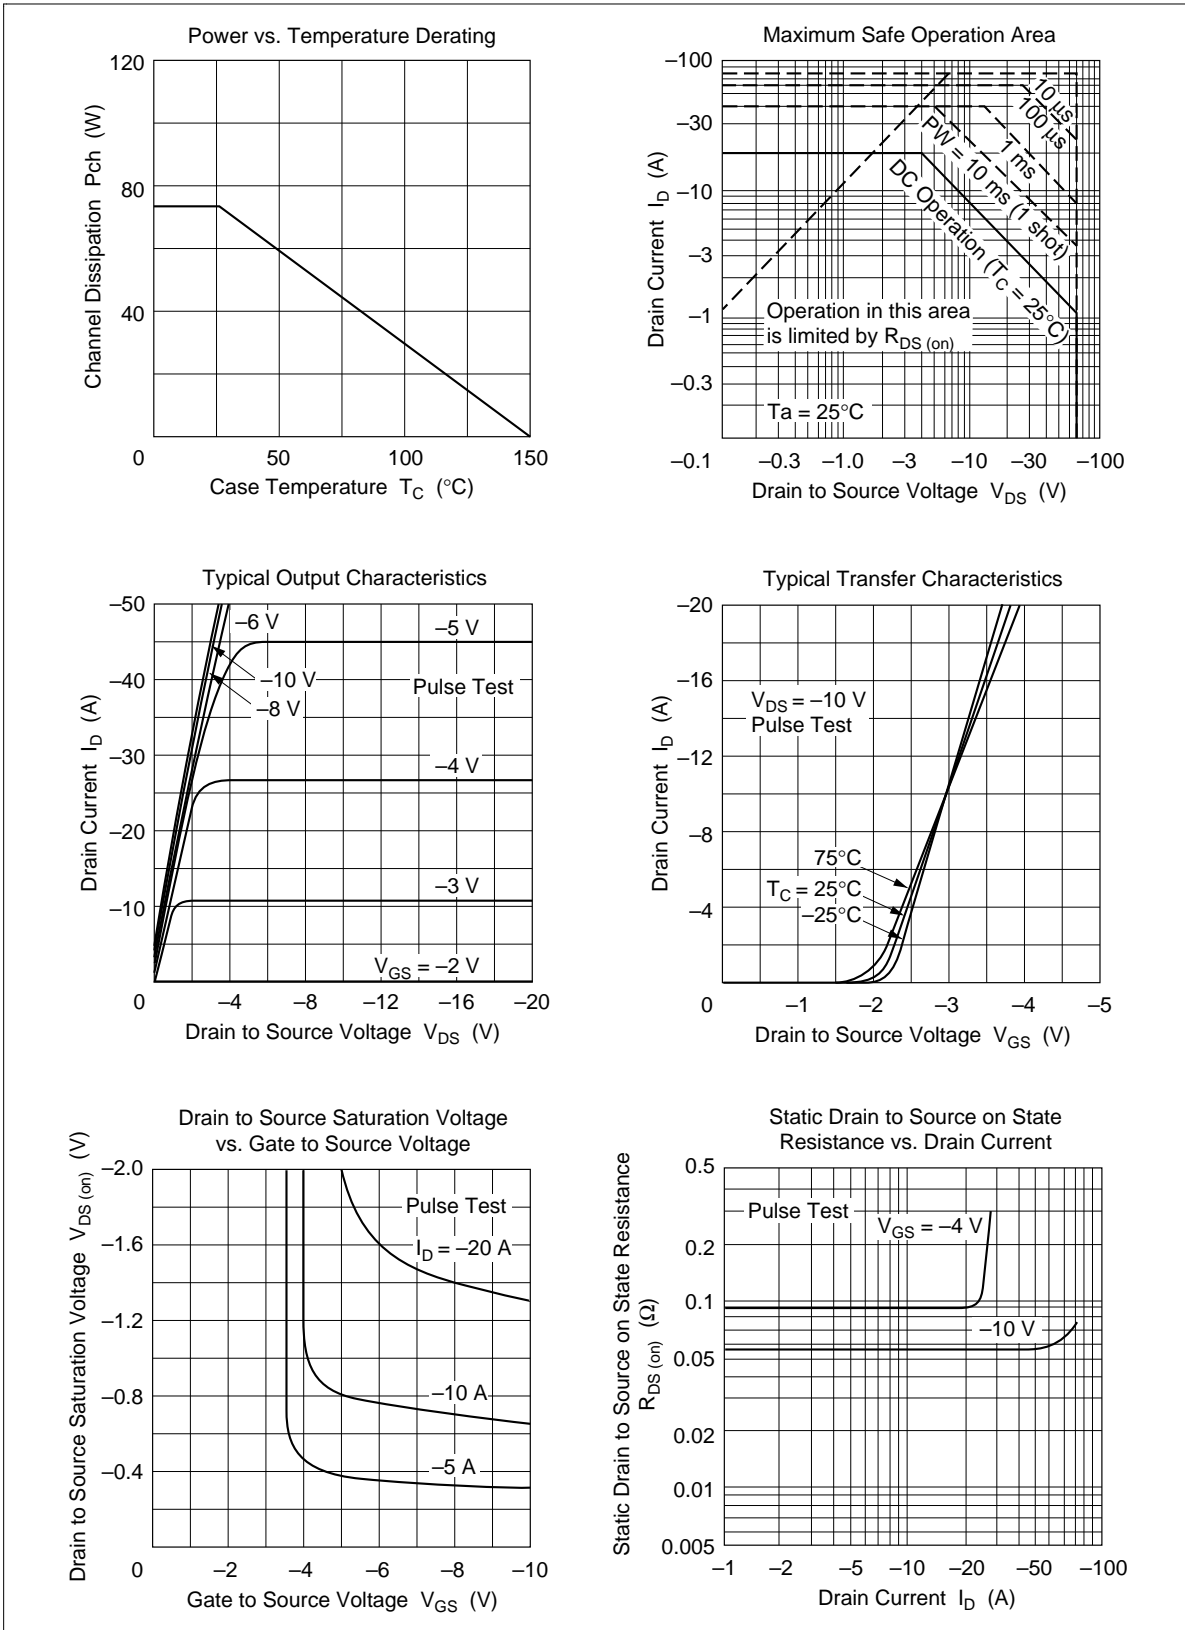 Power vs. Temperature Derating
120
80
40
0
50
100
150
Channel Dissipation Pch (W)
Case Temperature TC (°C)
Maximum Safe Operation Area
–100
–30
–10
–3
–1
–0.3
–0.1
–0.3
–1.0
–3
–10
–30
–100
Drain Current ID (A)
Drain to Source Voltage VDS (V)
10 µs
100 µs
1 ms
PW = 10 ms (1 shot)
DC Operation (TC = 25°C)
Operation in this area
is limited by RDS (on)
Ta = 25°C
Typical Output Characteristics
–50
–40
–30
–20
–10
0
–4
–8
–12
–16
–20
Drain Current ID (A)
Drain to Source Voltage VDS (V)
–6 V
–5 V
–10 V
Pulse Test
–8 V
–4 V
–3 V
VGS = –2 V
Typical Transfer Characteristics
–20
–16
–12
–8
–4
0
–1
–2
–3
–4
–5
Drain Current ID (A)
Drain to Source Voltage VGS (V)
VDS = –10 V
Pulse Test
75°C
TC = 25°C
–25°C
Drain to Source Saturation Voltage
vs. Gate to Source Voltage
–2.0
–1.6
–1.2
–0.8
–0.4
0
–2
–4
–6
–8
–10
Drain to Source Saturation Voltage VDS (on) (V)
Gate to Source Voltage VGS (V)
Pulse Test
ID = –20 A
–10 A
–5 A
Static Drain to Source on State
Resistance vs. Drain Current
0.5
0.2
0.1
0.05
0.02
0.01
0.005
–1
–2
–5
–10
–20
–50
–100
Static Drain to Source on State Resistance
RDS (on) (Ω)
Drain Current ID (A)
Pulse Test
VGS = –4 V
–10 V